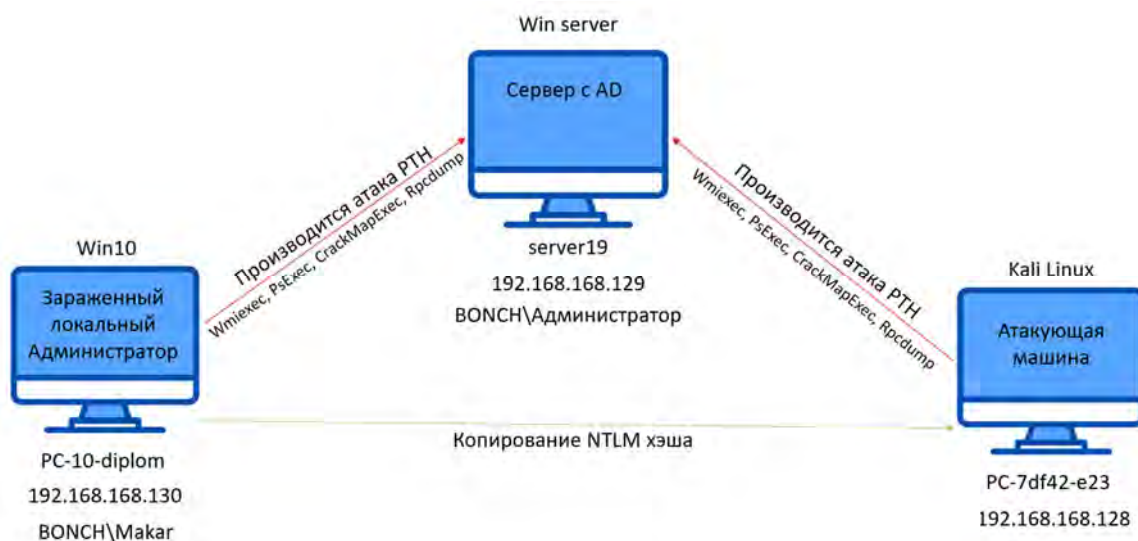 Win server
Сервер с AD
server19
192.168.168.129
BONCH\Администратор
Производится атака PTH
Wmiexec, PsExec, CrackMapExec, Rpcdump
Производится атака PTH
Wmiexec, PsExec, CrackMapExec, Rpcdump
Win10
Зараженный
локальный
Администратор
PC-10-diplom
192.168.168.130
BONCH\Makar
Копирование NTLM хэша
Kali Linux
Атакующая
машина
PC-7df42-e23
192.168.168.128